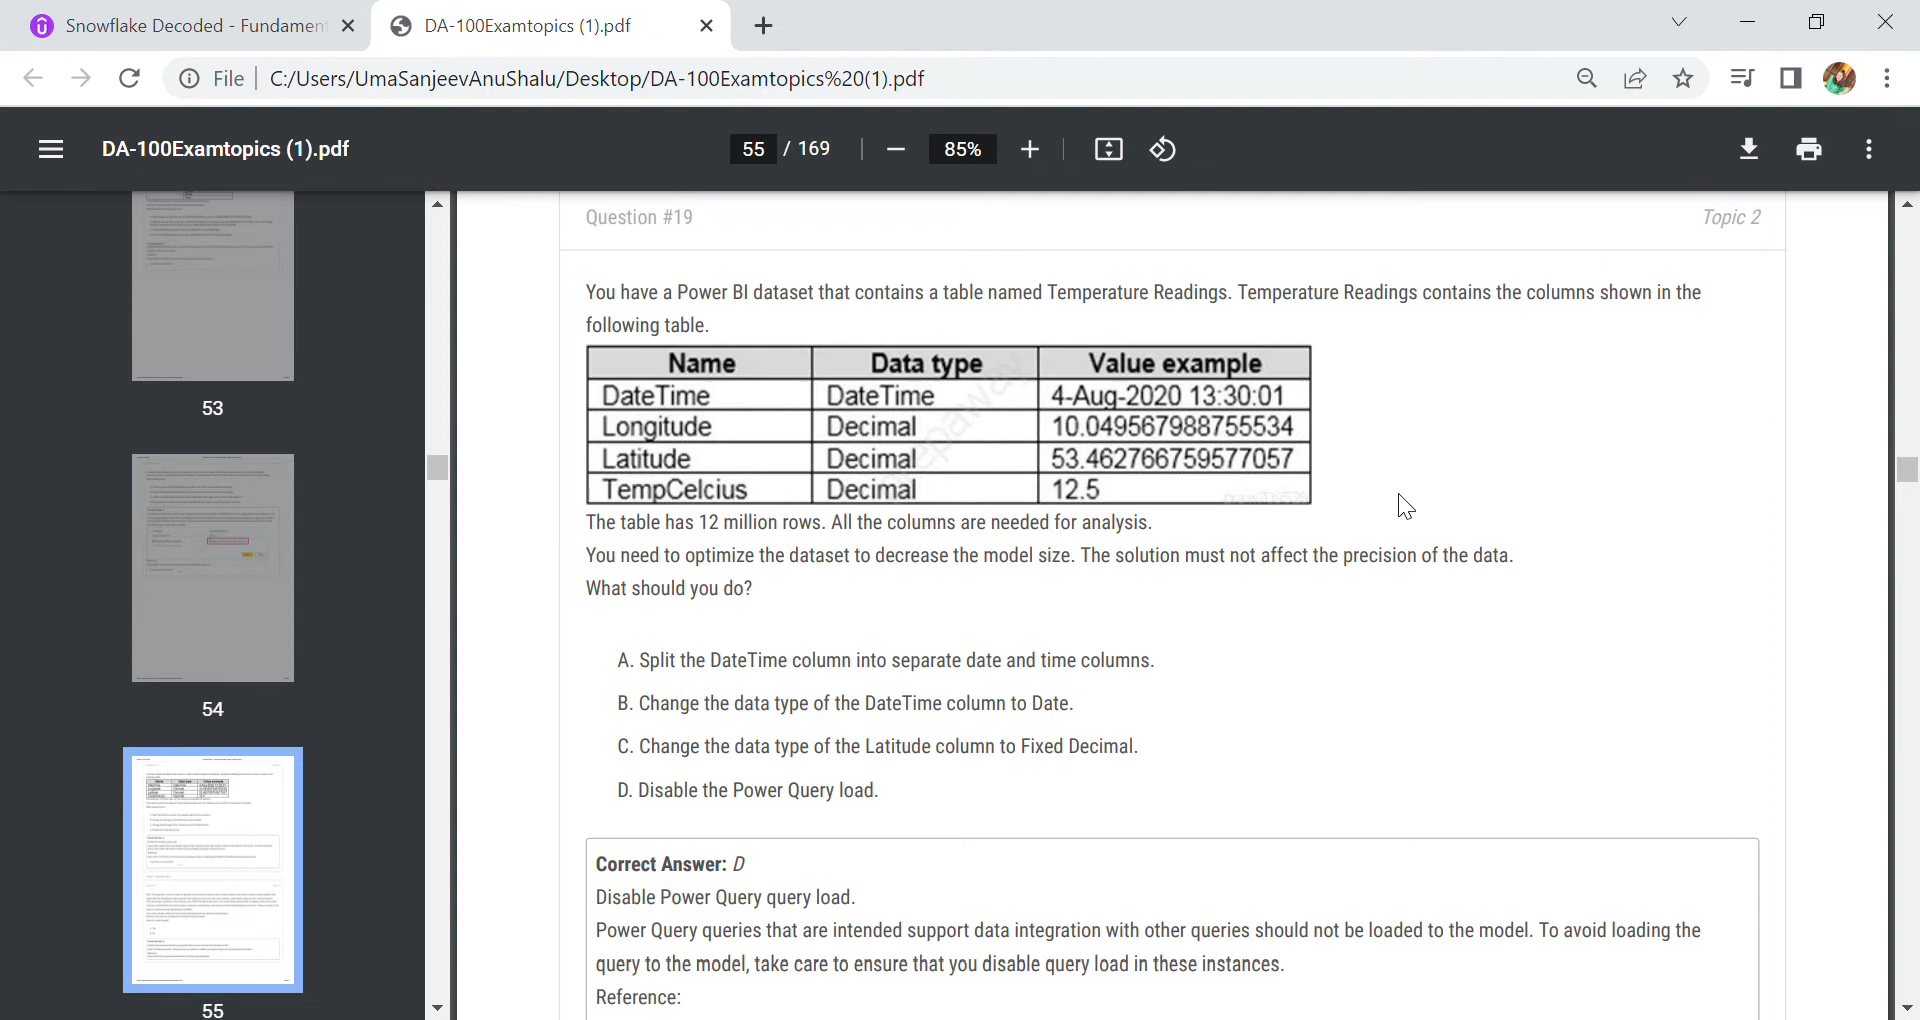 Snowflake Decoded - Fundament
DA-100Examtopics (1).pdf
File
C:/Users/UmaSanjeevAnuShalu/Desktop/DA-100Examtopics%20(1).pdf
DA-100Examtopics (1).pdf
55 / 169
85%
53
54
55
Question #19
Topic 2
You have a Power BI dataset that contains a table named Temperature Readings. Temperature Readings contains the columns shown in the
following table.
Name Data type Value example
DateTime DateTime 4-Aug-2020 13:30:01
Longitude Decimal 10.049567988755534
Latitude Decimal 53.462766759577057
TempCelcius Decimal 12.5
The table has 12 million rows. All the columns are needed for analysis.
You need to optimize the dataset to decrease the model size. The solution must not affect the precision of the data.
What should you do?
A. Split the DateTime column into separate date and time columns.
B. Change the data type of the DateTime column to Date.
C. Change the data type of the Latitude column to Fixed Decimal.
D. Disable the Power Query load.
Correct Answer: D
Disable Power Query query load.
Power Query queries that are intended support data integration with other queries should not be loaded to the model. To avoid loading the
query to the model, take care to ensure that you disable query load in these instances.
Reference: